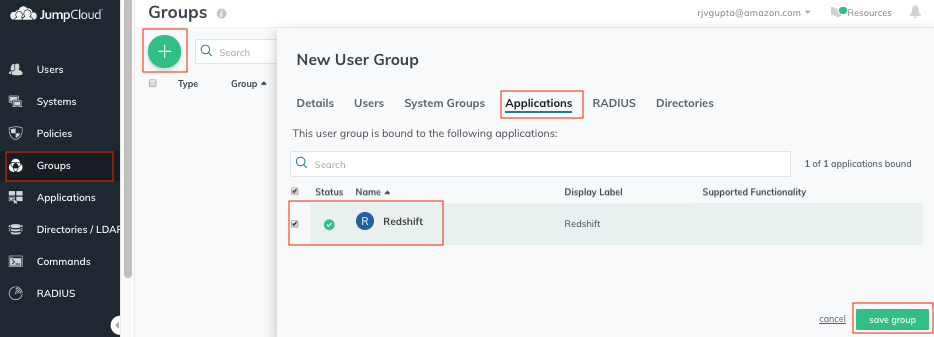 JumpCloud
Groups
rjvgupta@amazon.com
Resources
Search
Type
Group
Users
Systems
Policies
Groups
Applications
Directories / LDAP
Commands
RADIUS
New User Group
Details
Users
System Groups
Applications
RADIUS
Directories
This user group is bound to the following applications:
Search
1 of 1 applications bound
Status
Name
Display Label
Supported Functionality
R
Redshift
Redshift
cancel
save group